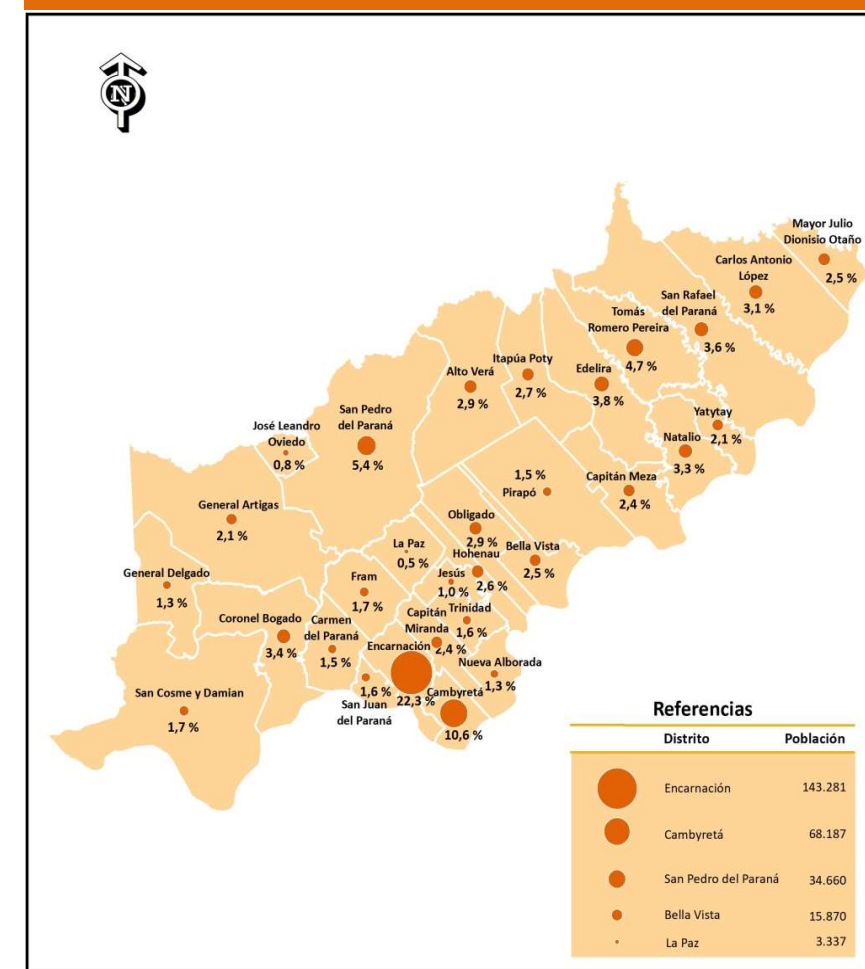 N
Mayor Julio
Dionisio Otaño
2,5 %
Carlos Antonio
López
3,1 %
San Rafael
del Paraná
3,6 %
Tomás
Romero Pereira
4,7 %
Itapúa Poty
2,7 %
Edelira
3,8 %
Alto Verá
2,9 %
Yatytay
2,1 %
Natalio
3,3 %
San Pedro
del Paraná
5,4 %
José Leandro
Oviedo
0,8 %
1,5 %
Pirapó
Capitán Meza
2,4 %
General Artigas
2,1 %
Obligado
2,9 %
La Paz
0,5 %
Hohenau
2,6 %
Bella Vista
2,5 %
General Delgado
1,3 %
Fram
1,7 %
Jesús
1,0 %
Coronel Bogado
3,4 %
Carmen
del Paraná
1,5 %
Capitán
Miranda
2,4 %
Trinidad
1,6 %
Encarnación
22,3 %
Nueva Alborada
1,3 %
San Cosme y Damian
1,7 %
1,6 %
San Juan
del Paraná
Cambyretá
10,6 %
Referencias
Distrito Población
Encarnación 143.281
Cambyretá 68.187
San Pedro del Paraná 34.660
Bella Vista 15.870
La Paz 3.337